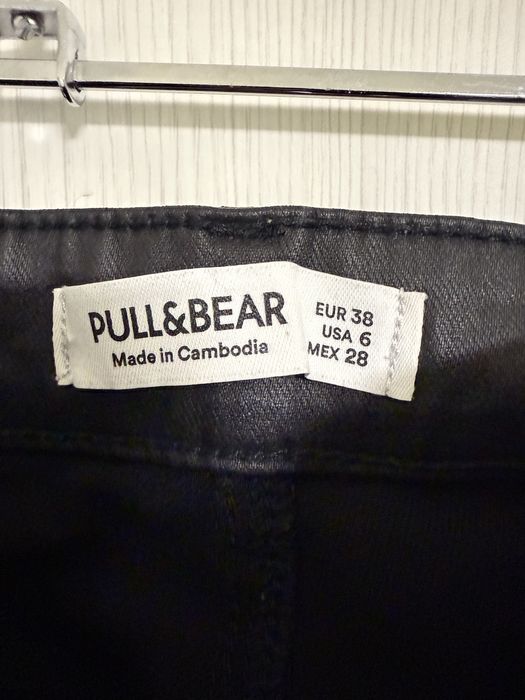 PULL&BEAR
Made in Cambodia
EUR 38
USA 6
MEX 28